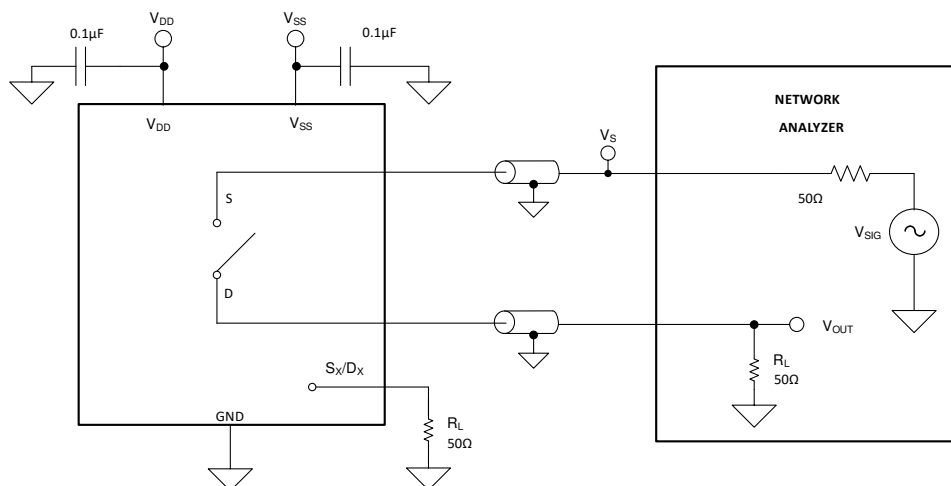 V_DD V_SS
0.1µF 0.1µF
V_DD V_SS
NETWORK
ANALYZER
V_S
S
50Ω
V_SIG
D
V_OUT
S_X/D_X
R_L
50Ω
GND
R_L
50Ω